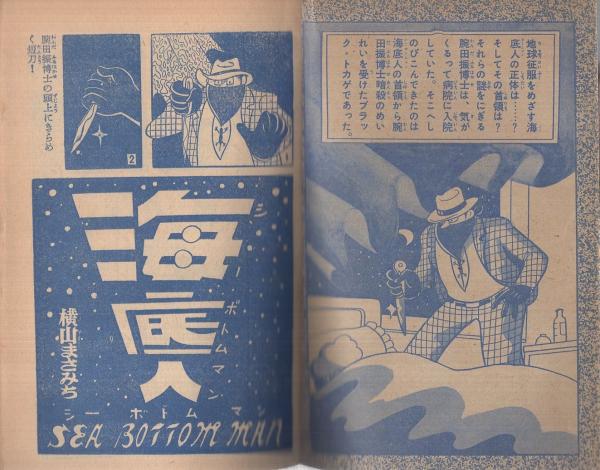 地球征服をめざす海
底人の正体は……？
そしてその首領は？
それらの謎をにぎる
腕田振博士は、気が
くるって病院に入院
していた。そこへし
のびこんできたのは
海底人の首領から腕
田振博士暗殺のめい
れいを受けたブラッ
ク・トカゲであった。
1
2
腕田振博士の頭上にきらめ
く短刀！
海底人
シーボトムマン
横山まさみち
シーボトムマン
SEA BOTTOM MAN